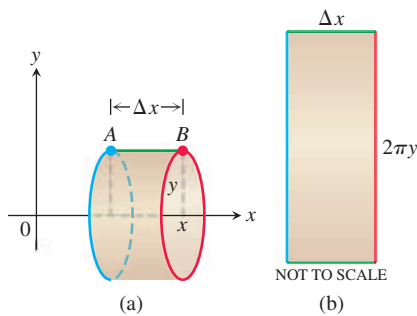 y
Δx
A B
y
0 x x
(a)
Δx
2πy
NOT TO SCALE
(b)